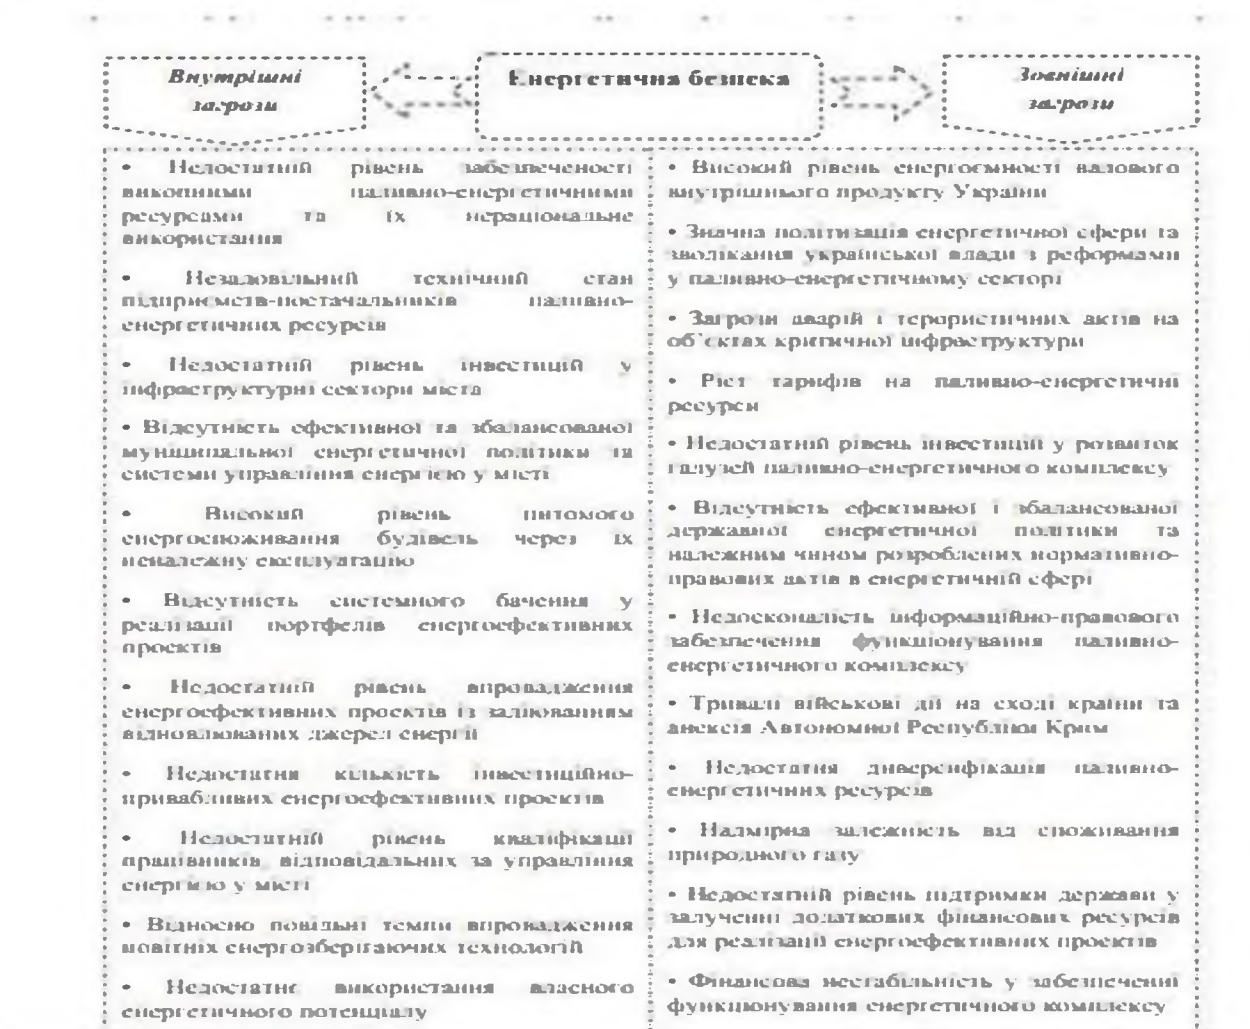 Внутрішні
загрози
Енергетична безпека
Зовнішні
загрози
• Недостатній рівень забезпеченості
викопними паливно-енергетичними
ресурсами та їх нераціональне
використання
• Незадовільний технічний стан
підприємств-постачальників паливно-
енергетичних ресурсів
• Недостатній рівень інвестицій у
інфраструктурні сектори міста
• Відсутність ефективної та збалансованої
муніципальної енергетичної політики та
системи управління енергією у місті
• Високий рівень питомого
енергоспоживання будівель через їх
неналежну експлуатацію
• Відсутність системного бачення у
реалізації портфелів енергоефективних
проектів
• Недостатній рівень впровадження
енергоефективних проектів із залученням
відновлюваних джерел енергії
• Недостатня кількість інвестиційно-
привабливих енергоефективних проектів
• Недостатній рівень кваліфікації
працівників, відповідальних за управління
енергією у місті
• Відносно повільні темпи впровадження
новітніх енергозберігаючих технологій
• Недостатнє використання власного
енергетичного потенціалу
• Високий рівень енергоємності валового
внутрішнього продукту України
• Значна політизація енергетичної сфери та
зволікання української влади з реформами
у паливно-енергетичному секторі
• Загрози аварій і терористичних актів на
об'єктах критичної інфраструктури
• Ріст тарифів на паливно-енергетичні
ресурси
• Недостатній рівень інвестицій у розвиток
галузей паливно-енергетичного комплексу
• Відсутність ефективної і збалансованої
державної енергетичної політики та
належним чином розроблених нормативно-
правових актів в енергетичній сфері
• Недосконалість інформаційно-правового
забезпечення функціонування паливно-
енергетичного комплексу
• Тривалі військові дії на сході країни та
анексія Автономної Республіки Крим
• Недостатня диверсифікація паливно-
енергетичних ресурсів
• Надмірна залежність від споживання
природного газу
• Недостатній рівень підтримки держави у
залученні додаткових фінансових ресурсів
для реалізації енергоефективних проектів
• Фінансова нестабільність у забезпеченні
функціонування енергетичного комплексу